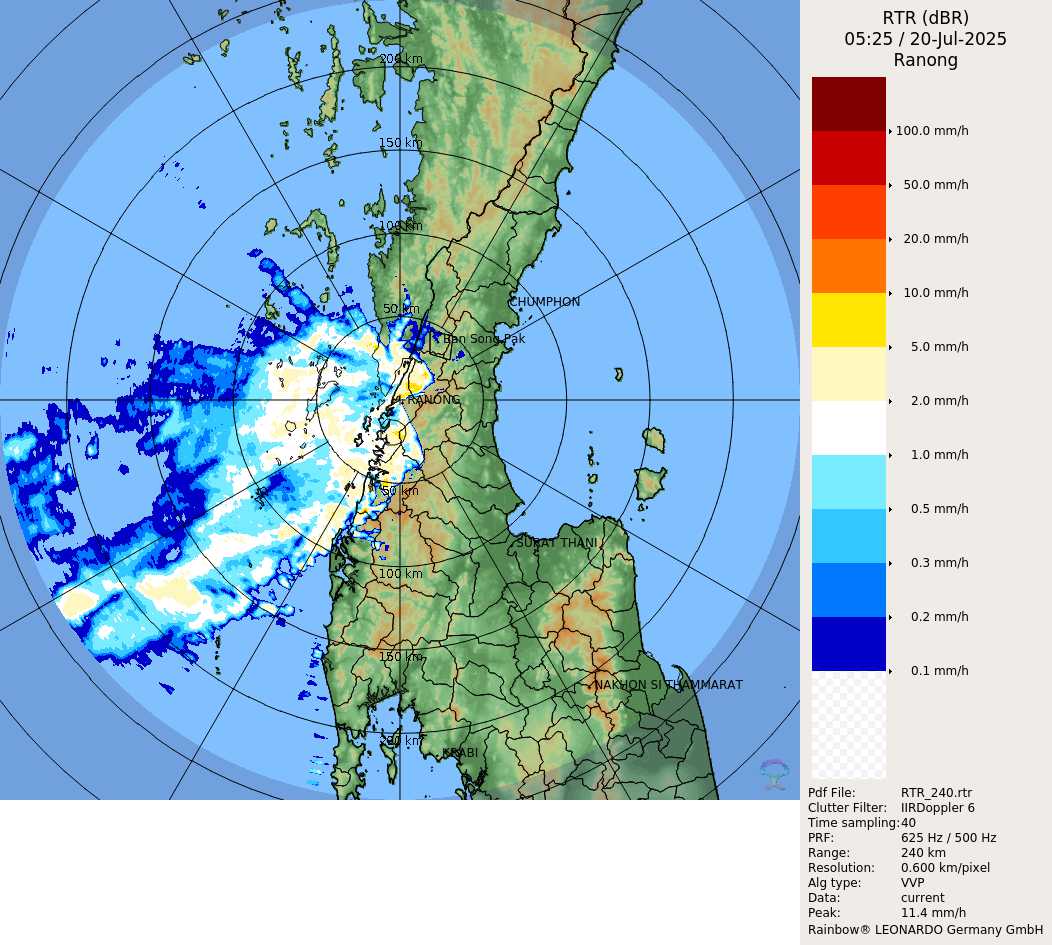 RTR (dBR)
05:25 / 20-Jul-2025
Ranong
200 km
150 km
100 km
50 km
CHUMPHON
Ban Song Pak
RANONG
50 km
SURAT THANI
100 km
150 km
NAKHON SI THAMMARAT
200 km
KRABI
100.0 mm/h
50.0 mm/h
20.0 mm/h
10.0 mm/h
5.0 mm/h
2.0 mm/h
1.0 mm/h
0.5 mm/h
0.3 mm/h
0.2 mm/h
0.1 mm/h
Pdf File: RTR_240.rtr
Clutter Filter: IIRDoppler 6
Time sampling:40
PRF: 625 Hz / 500 Hz
Range: 240 km
Resolution: 0.600 km/pixel
Alg type: VVP
Data: current
Peak: 11.4 mm/h
Rainbow® LEONARDO Germany GmbH